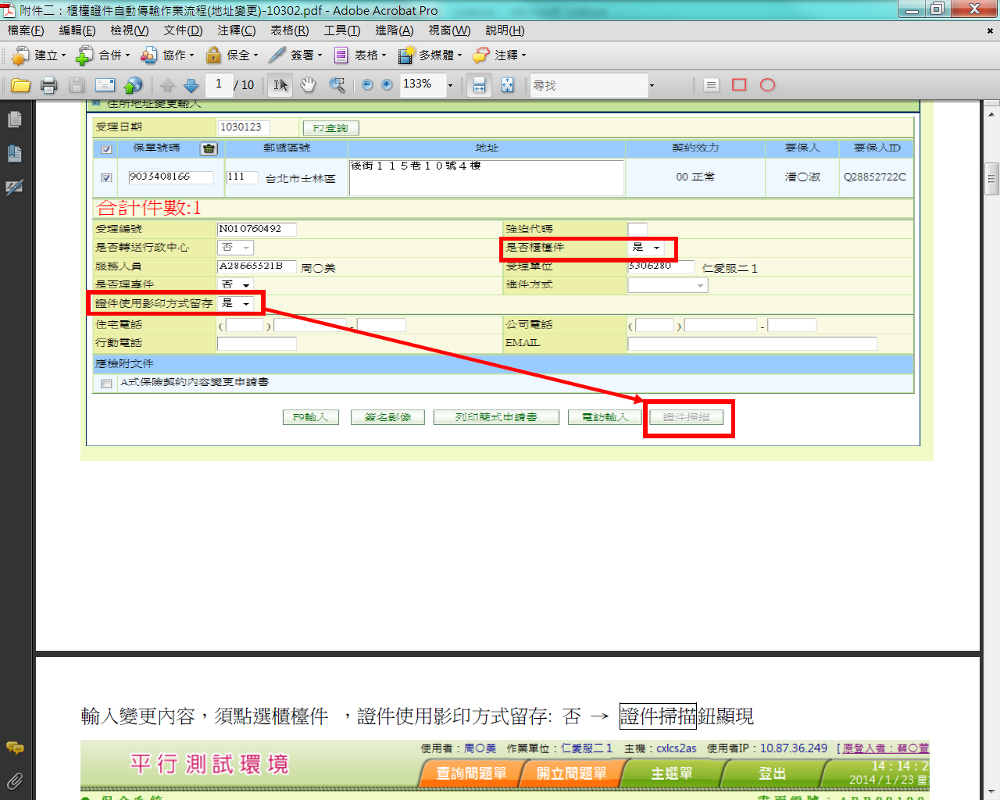 附件二：櫃檯證件自動傳輸作業流程(地址變更)-10302.pdf - Adobe Acrobat Pro
檔案(F) 編輯(E) 檢視(V) 文件(D) 注釋(C) 表格(R) 工具(T) 進階(A) 視窗(W) 說明(H)
建立 合併 協作 保全 簽署 表格 多媒體 注釋
1 / 10 133% 尋找
住所地址變更輸入
受理日期 1030123 F2查詢
保單號碼 郵遞區號 地址 契約效力 要保人 要保人ID
9035408166 111 台北市士林區 後街１１５巷１０號４樓 00 正常 潘○淑 Q28852722C
合計件數:1
受理編號 N010760492 強迫代碼
是否轉送行政中心 否 是否櫃檯件 是
服務人員 A28665521B 周○美 受理單位 5306280 仁愛服二１
是否理專件 否 進件方式
證件使用影印方式留存 是
住宅電話 ( ) - 公司電話 ( ) -
行動電話 EMAIL
應檢附文件
A式保險契約內容變更申請書
F9輸入 簽名影像 列印簡式申請書 電訪輸入 證件掃描
輸入變更內容，須點選櫃檯件 ，證件使用影印方式留存: 否 → 證件掃描鈕顯現
使用者：周○美 作業單位：仁愛服二１ 主機：cxlcs2as 使用者IP：10.87.36.249 [原登入者：蔡○萱
平行測試環境
查詢問題單 開立問題單 主選單 登出 14：14：2
2014 / 1 / 23 星